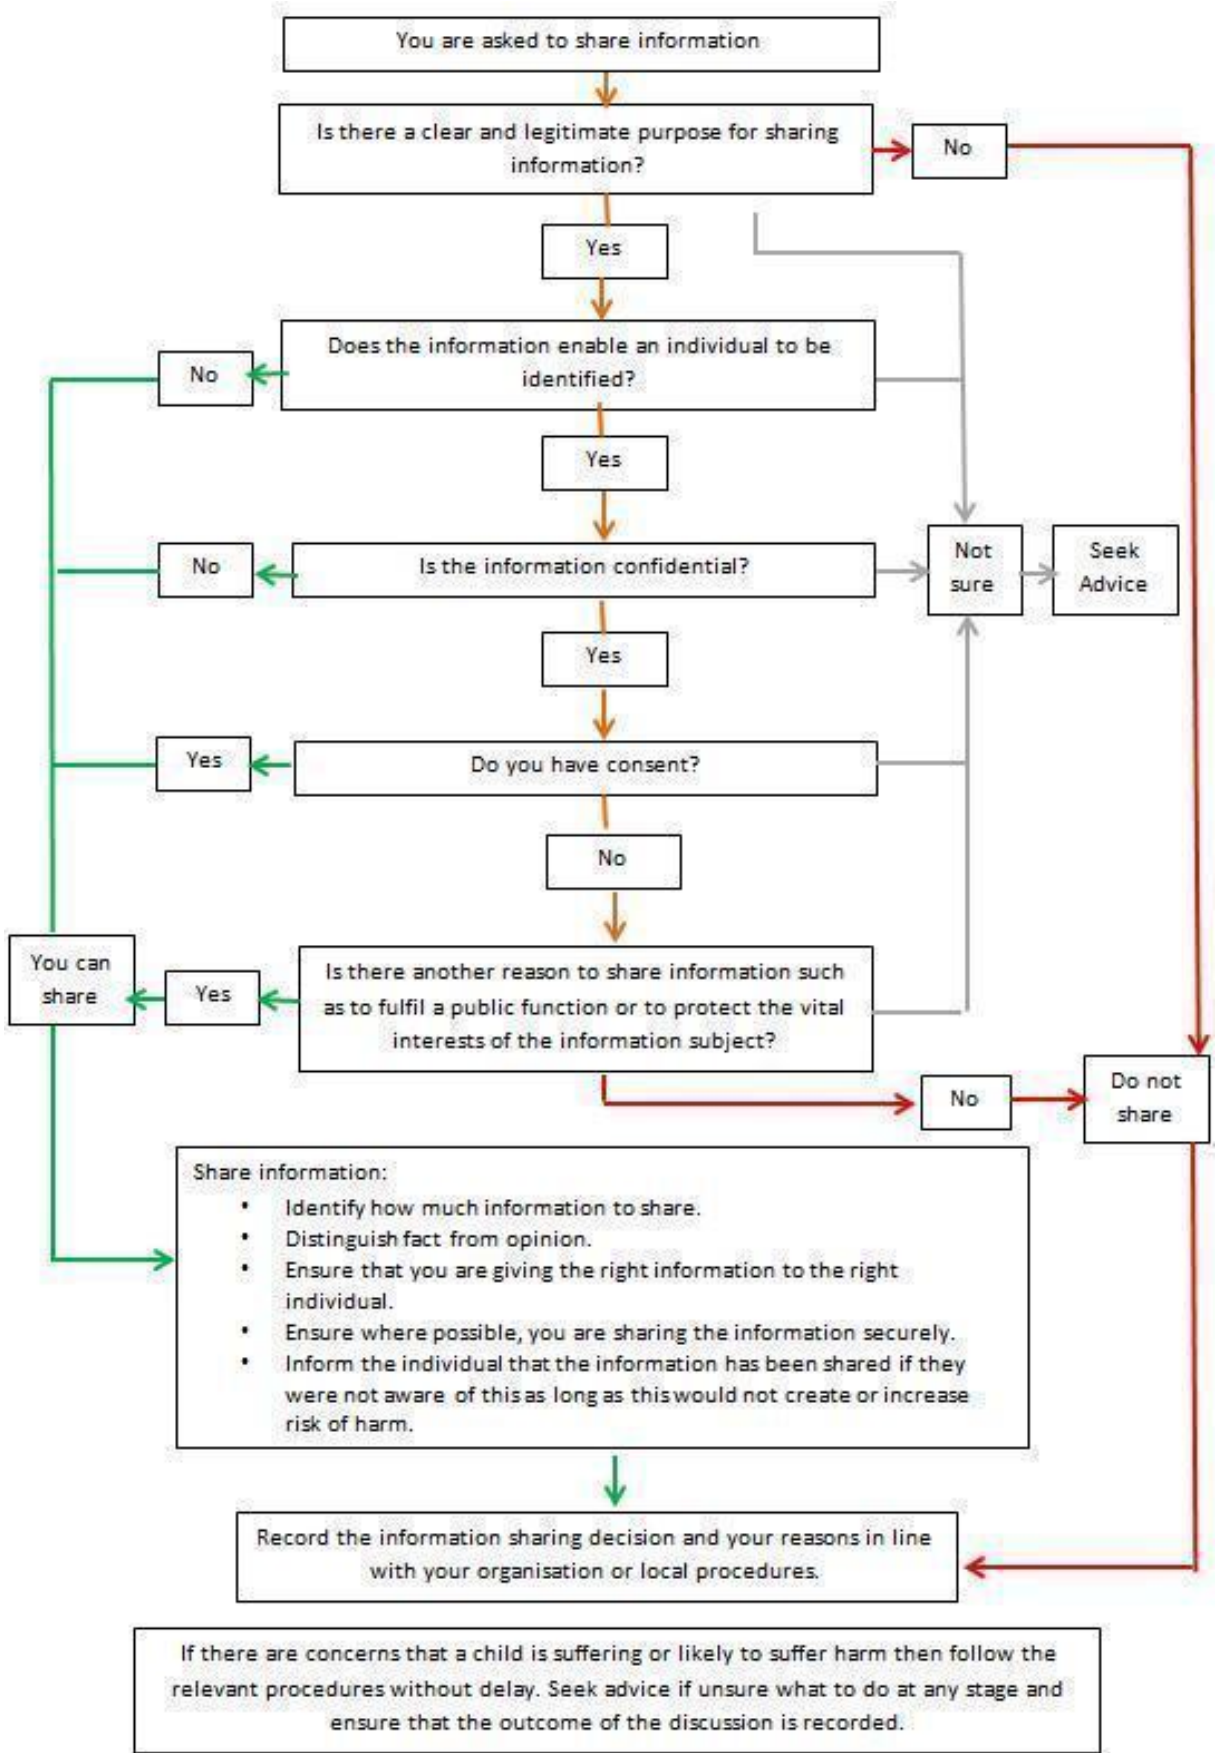 You are asked to share information
Is there a clear and legitimate purpose for sharing
information?
No
Yes
Does the information enable an individual to be
identified?
No
Yes
Is the information confidential?
No
Not
sure
Seek
Advice
Yes
Do you have consent?
Yes
No
Is there another reason to share information such
as to fulfil a public function or to protect the vital
interests of the information subject?
Yes
You can
share
No
Do not
share
Share information:
• Identify how much information to share.
• Distinguish fact from opinion.
• Ensure that you are giving the right information to the right
individual.
• Ensure where possible, you are sharing the information securely.
• Inform the individual that the information has been shared if they
were not aware of this as long as this would not create or increase
risk of harm.
Record the information sharing decision and your reasons in line
with your organisation or local procedures.
If there are concerns that a child is suffering or likely to suffer harm then follow the
relevant procedures without delay. Seek advice if unsure what to do at any stage and
ensure that the outcome of the discussion is recorded.